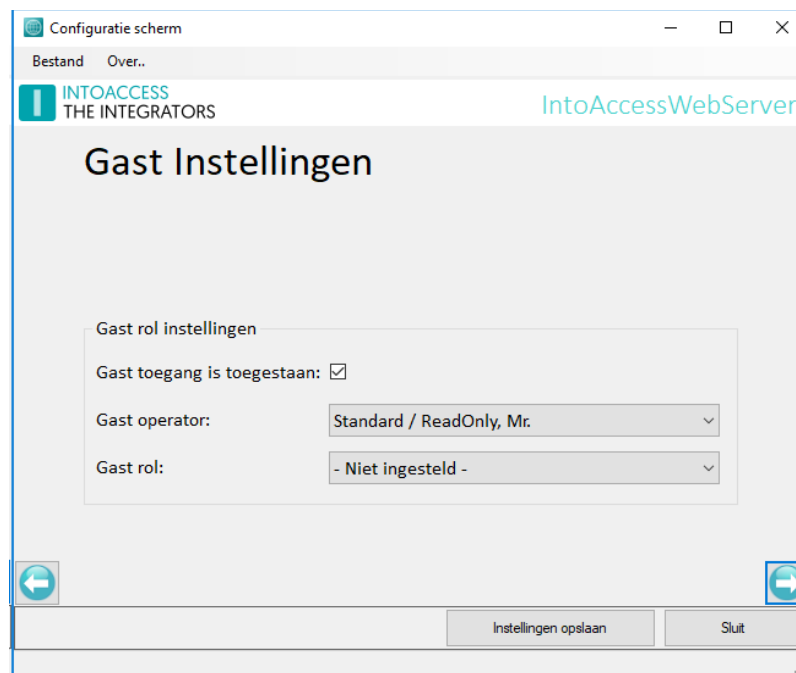 Configuratie scherm
Bestand Over..
INTOACCESS
THE INTEGRATORS
IntoAccessWebServer
Gast Instellingen
Gast rol instellingen
Gast toegang is toegestaan:
Gast operator: Standard / ReadOnly, Mr.
Gast rol: - Niet ingesteld -
Instellingen opslaan Sluit